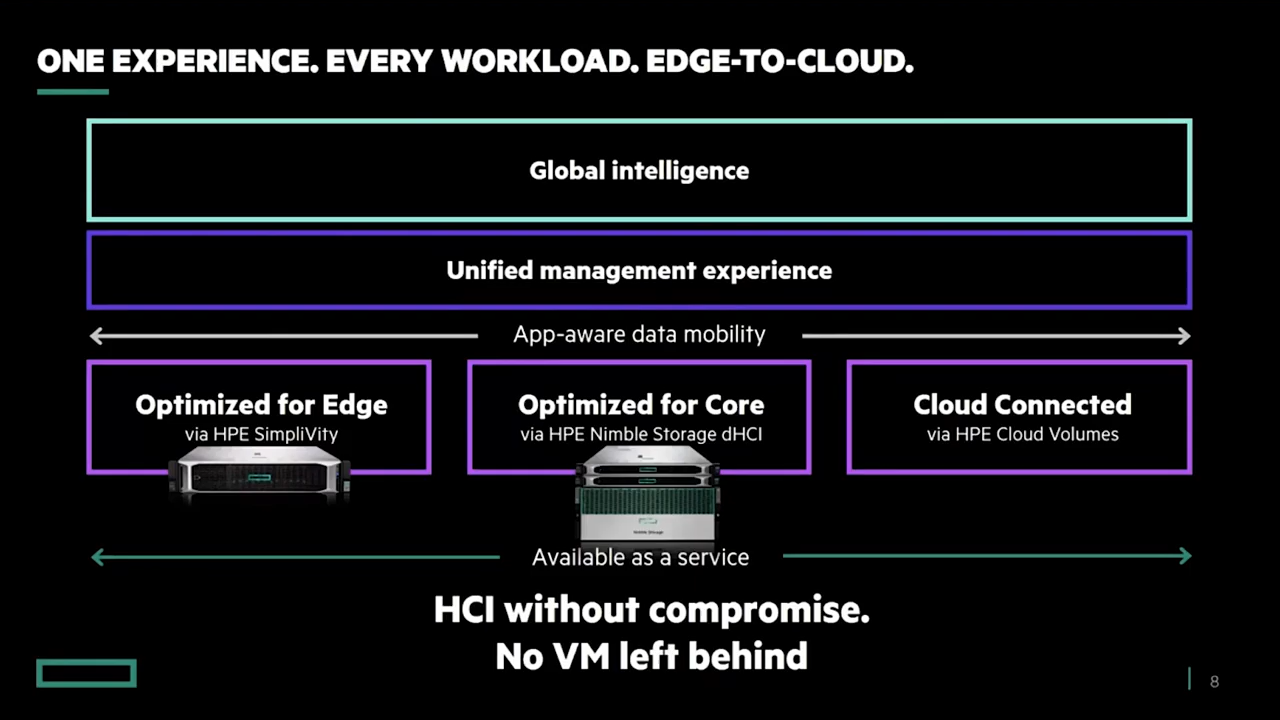 ONE EXPERIENCE. EVERY WORKLOAD. EDGE-TO-CLOUD.
Global intelligence
Unified management experience
App-aware data mobility
Optimized for Edge
via HPE SimpliVity
Optimized for Core
via HPE Nimble Storage dHCI
Cloud Connected
via HPE Cloud Volumes
Nimble Storage
Available as a service
HCI without compromise.
No VM left behind
8